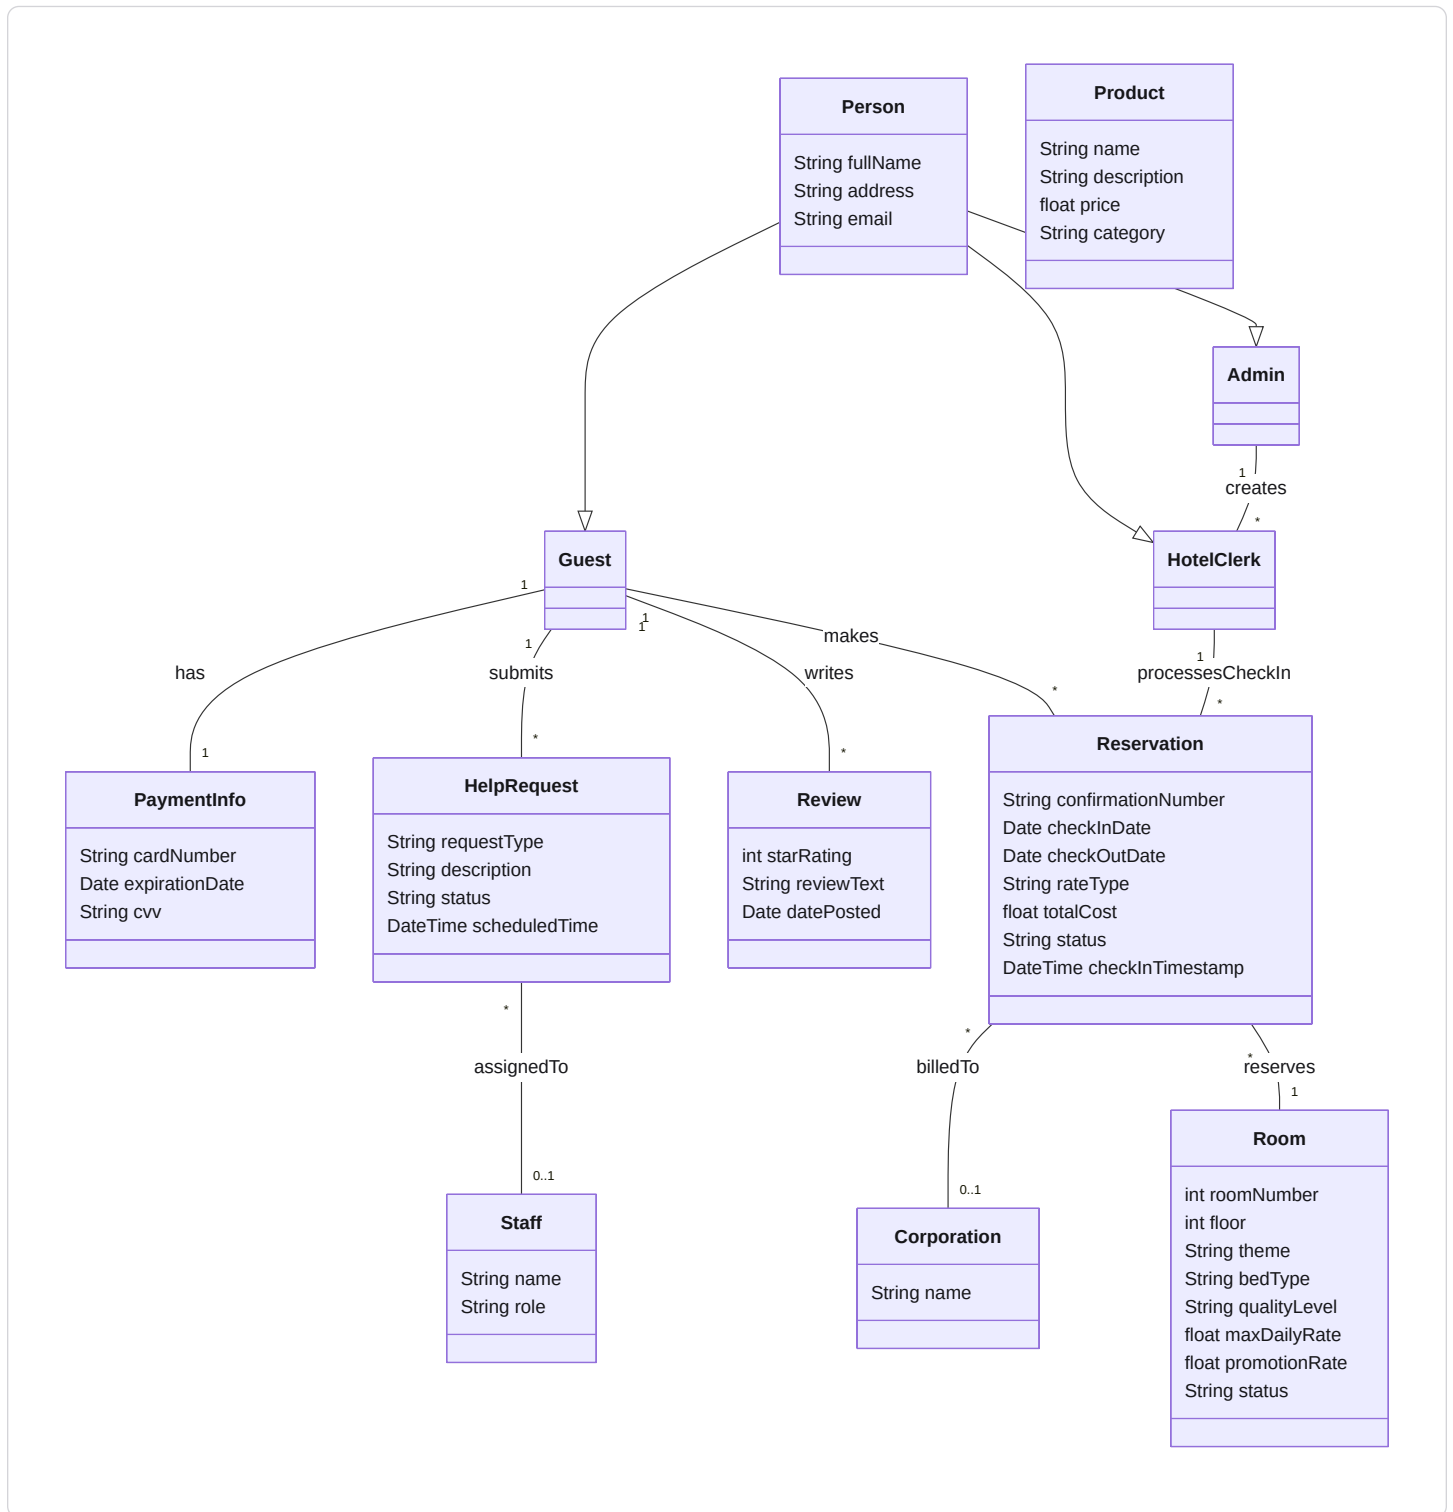 Person
String fullName
String address
String email
Product
String name
String description
float price
String category
Admin
1
creates
*
Guest
HotelClerk
1
1
1
1
makes
1
has
submits
writes
processesCheckIn
*
*
1
*
*
PaymentInfo
String cardNumber
Date expirationDate
String cvv
HelpRequest
String requestType
String description
String status
DateTime scheduledTime
Review
int starRating
String reviewText
Date datePosted
Reservation
String confirmationNumber
Date checkInDate
Date checkOutDate
String rateType
float totalCost
String status
DateTime checkInTimestamp
*
*
*
assignedTo
billedTo
reserves
1
0..1
0..1
Staff
String name
String role
Corporation
String name
Room
int roomNumber
int floor
String theme
String bedType
String qualityLevel
float maxDailyRate
float promotionRate
String status